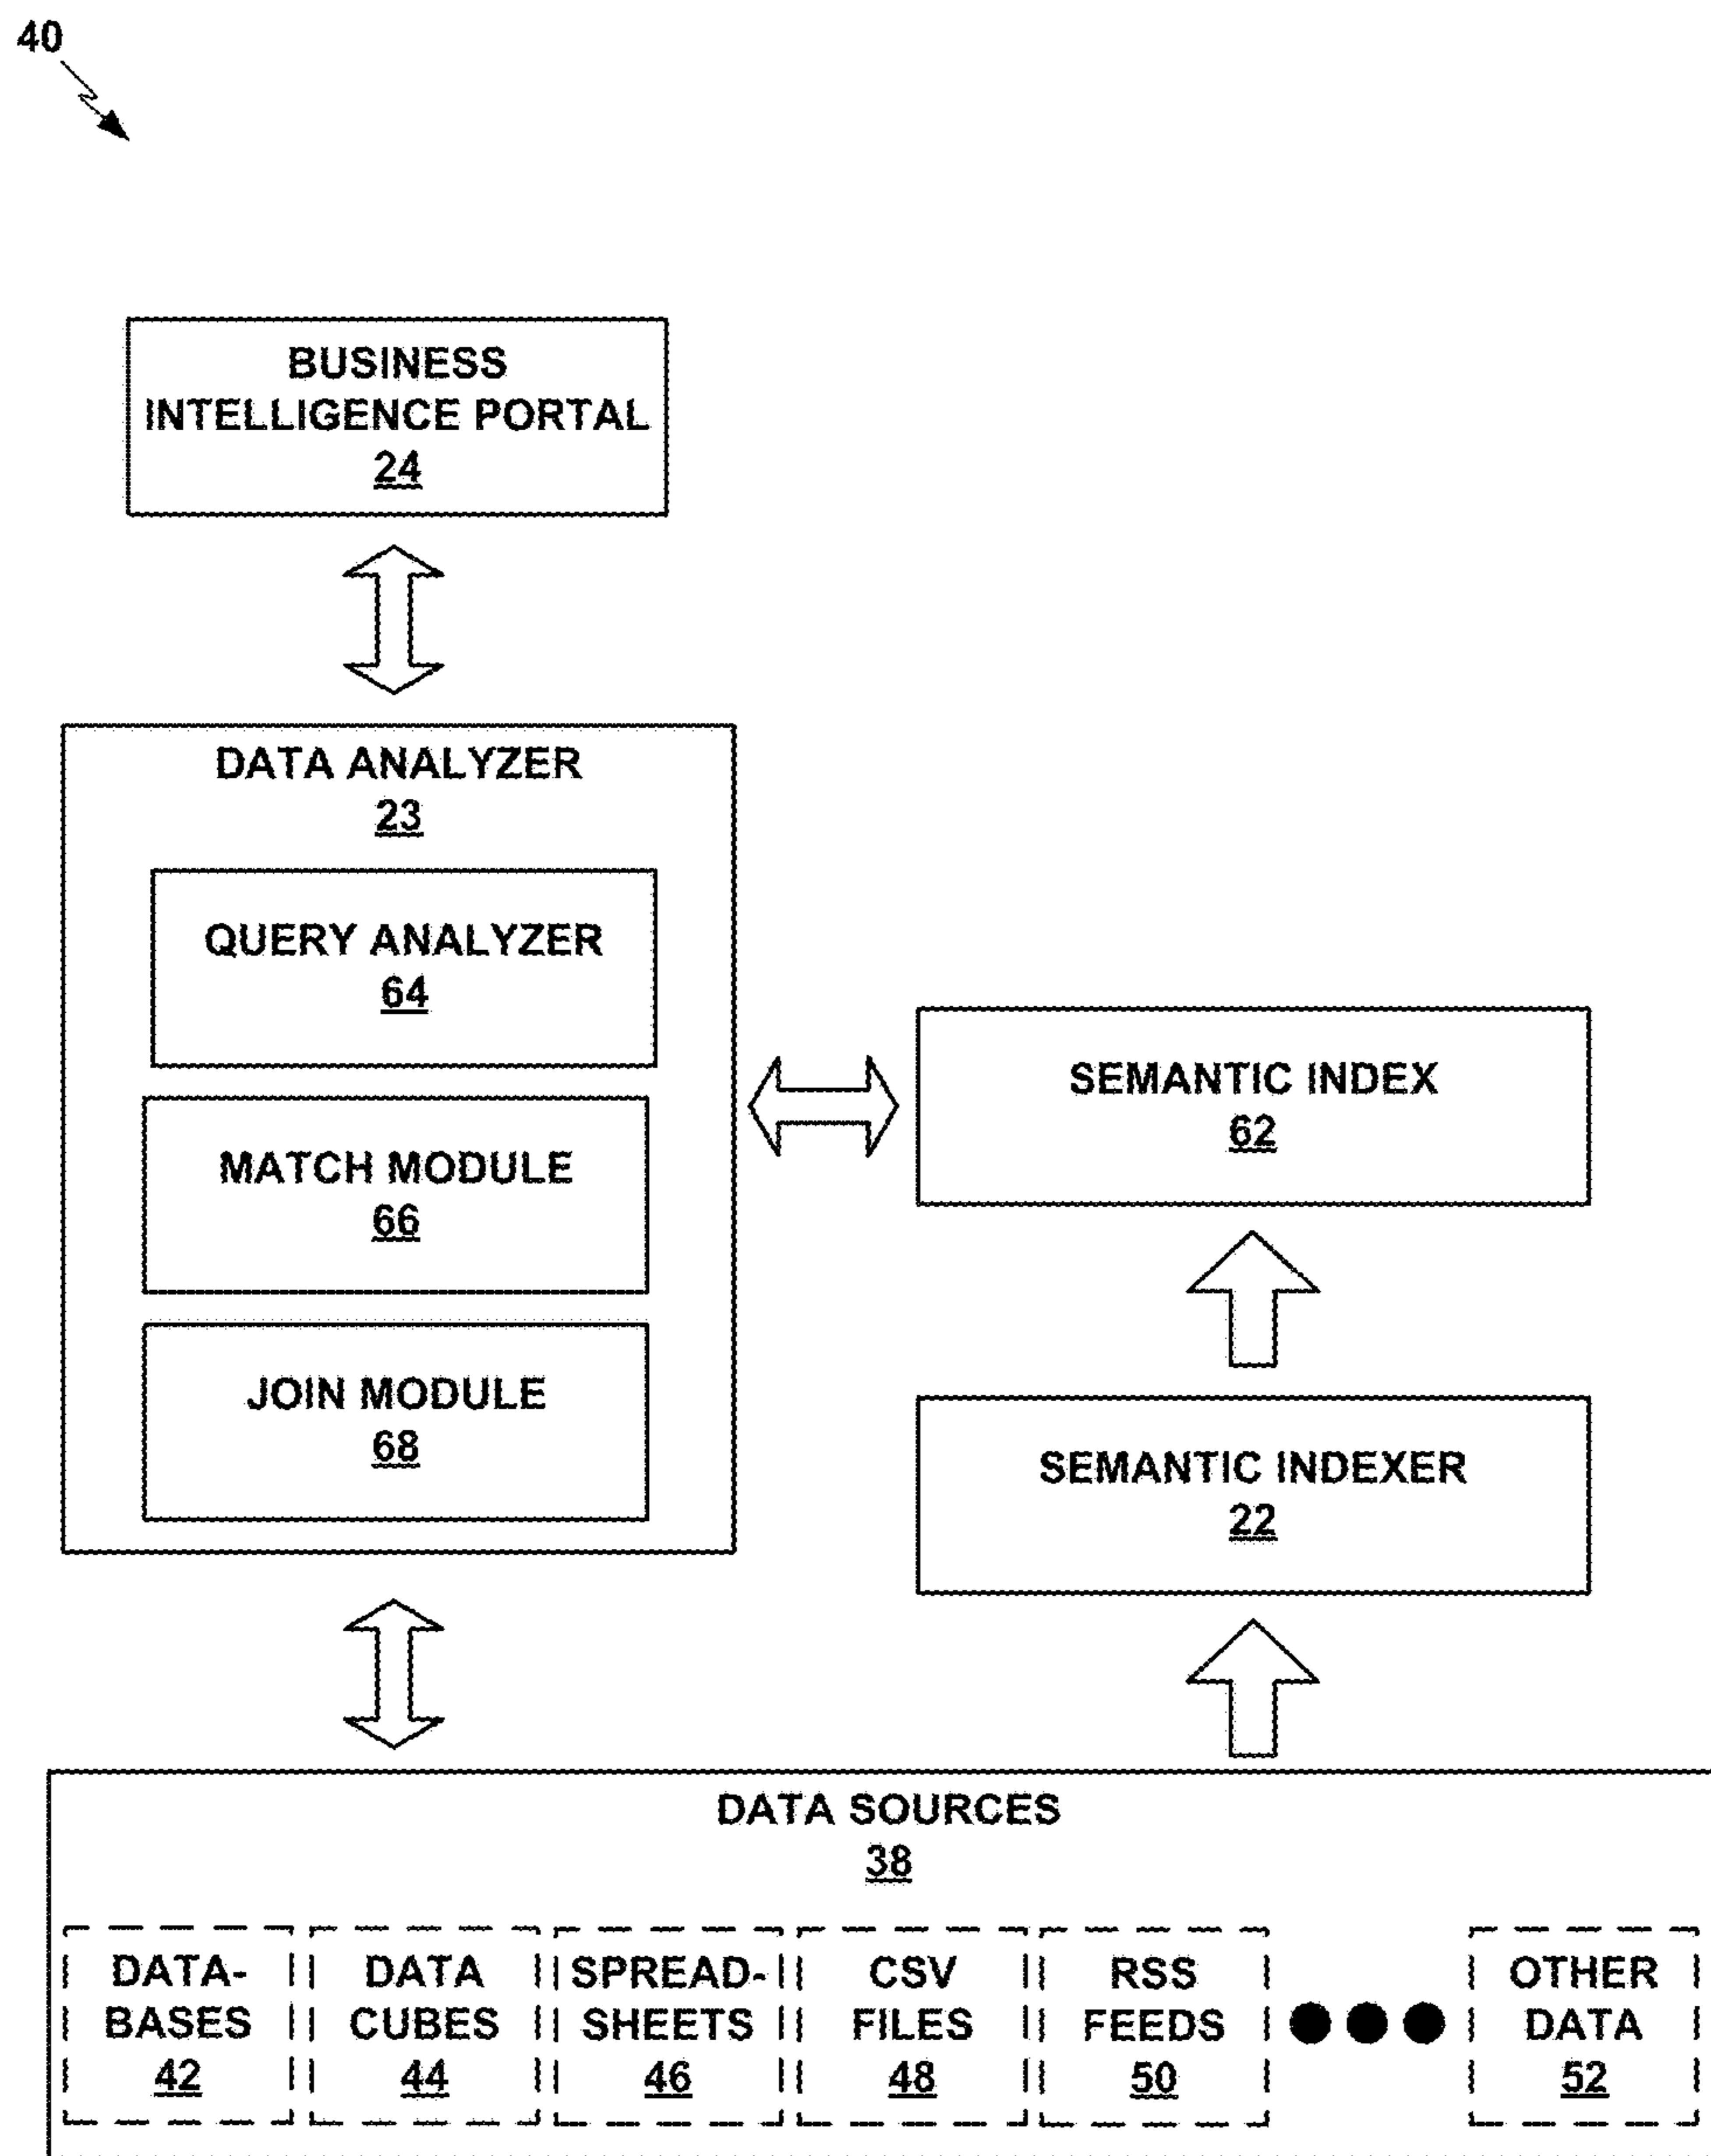 40
BUSINESS
INTELLIGENCE PORTAL
24
DATA ANALYZER
23
QUERY ANALYZER
64
MATCH MODULE
66
JOIN MODULE
68
SEMANTIC INDEX
62
SEMANTIC INDEXER
22
DATA SOURCES
38
DATA-
BASES
42
DATA
CUBES
44
SPREAD-
SHEETS
46
CSV
FILES
48
RSS
FEEDS
50
OTHER
DATA
52